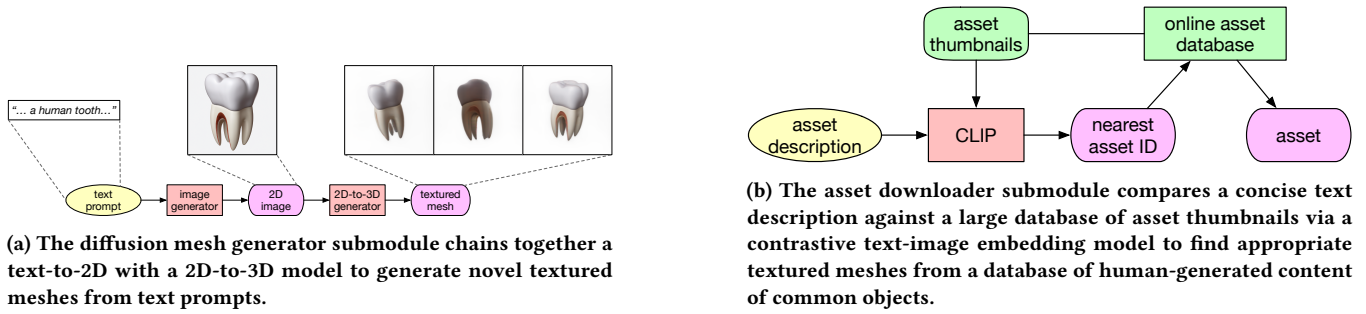 "... a human tooth..."
text
prompt
image
generator
2D
image
2D-to-3D
generator
textured
mesh
(a) The diffusion mesh generator submodule chains together a
text-to-2D with a 2D-to-3D model to generate novel textured
meshes from text prompts.
asset
thumbnails
online asset
database
asset
description
CLIP
nearest
asset ID
asset
(b) The asset downloader submodule compares a concise text
description against a large database of asset thumbnails via a
contrastive text-image embedding model to find appropriate
textured meshes from a database of human-generated content
of common objects.